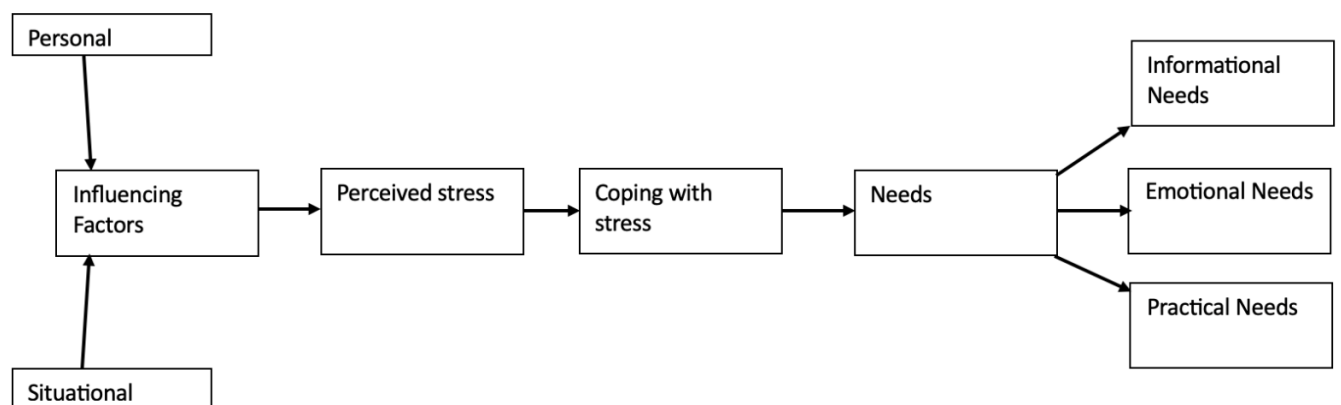 Personal
Informational
Needs
Influencing
Factors
Perceived stress
Coping with
stress
Needs
Emotional Needs
Practical Needs
Situational